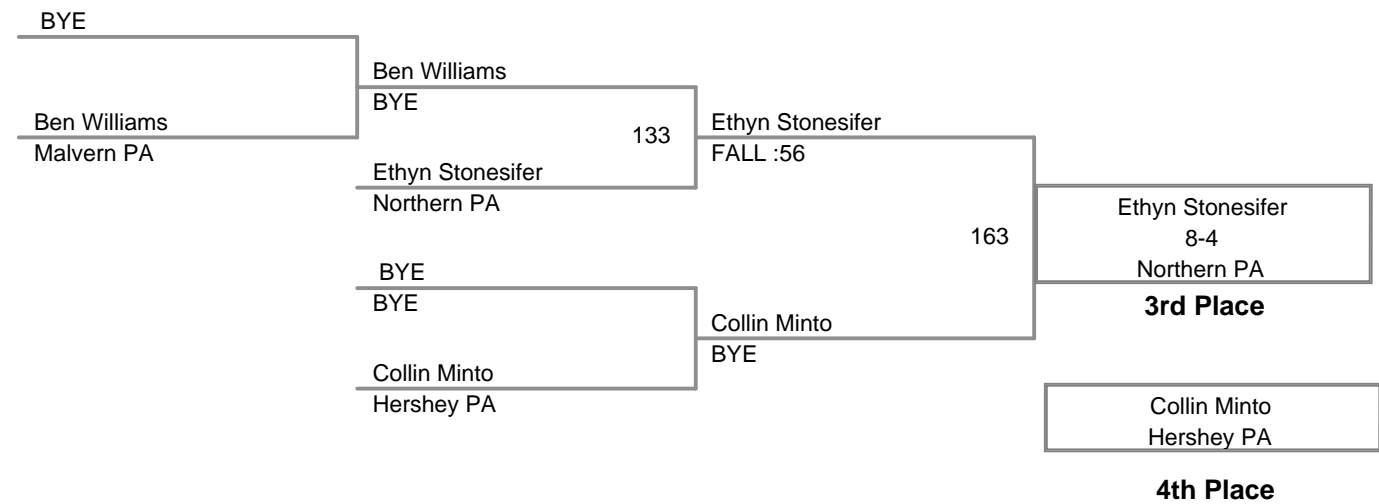 BYE
Ben Williams
Malvern PA
Ben Williams
BYE
133
Ethyn Stonesifer
Northern PA
BYE
BYE
Collin Minto
Hershey PA
Ethyn Stonesifer
FALL :56
163
Collin Minto
BYE
Ethyn Stonesifer
8-4
Northern PA
3rd Place
Collin Minto
Hershey PA
4th Place